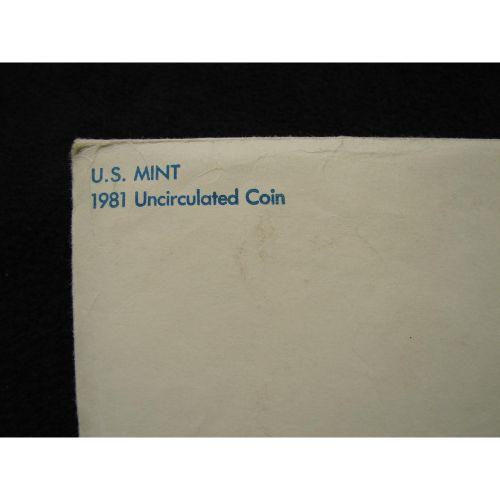 U.S. MINT
1981 Uncirculated Coin